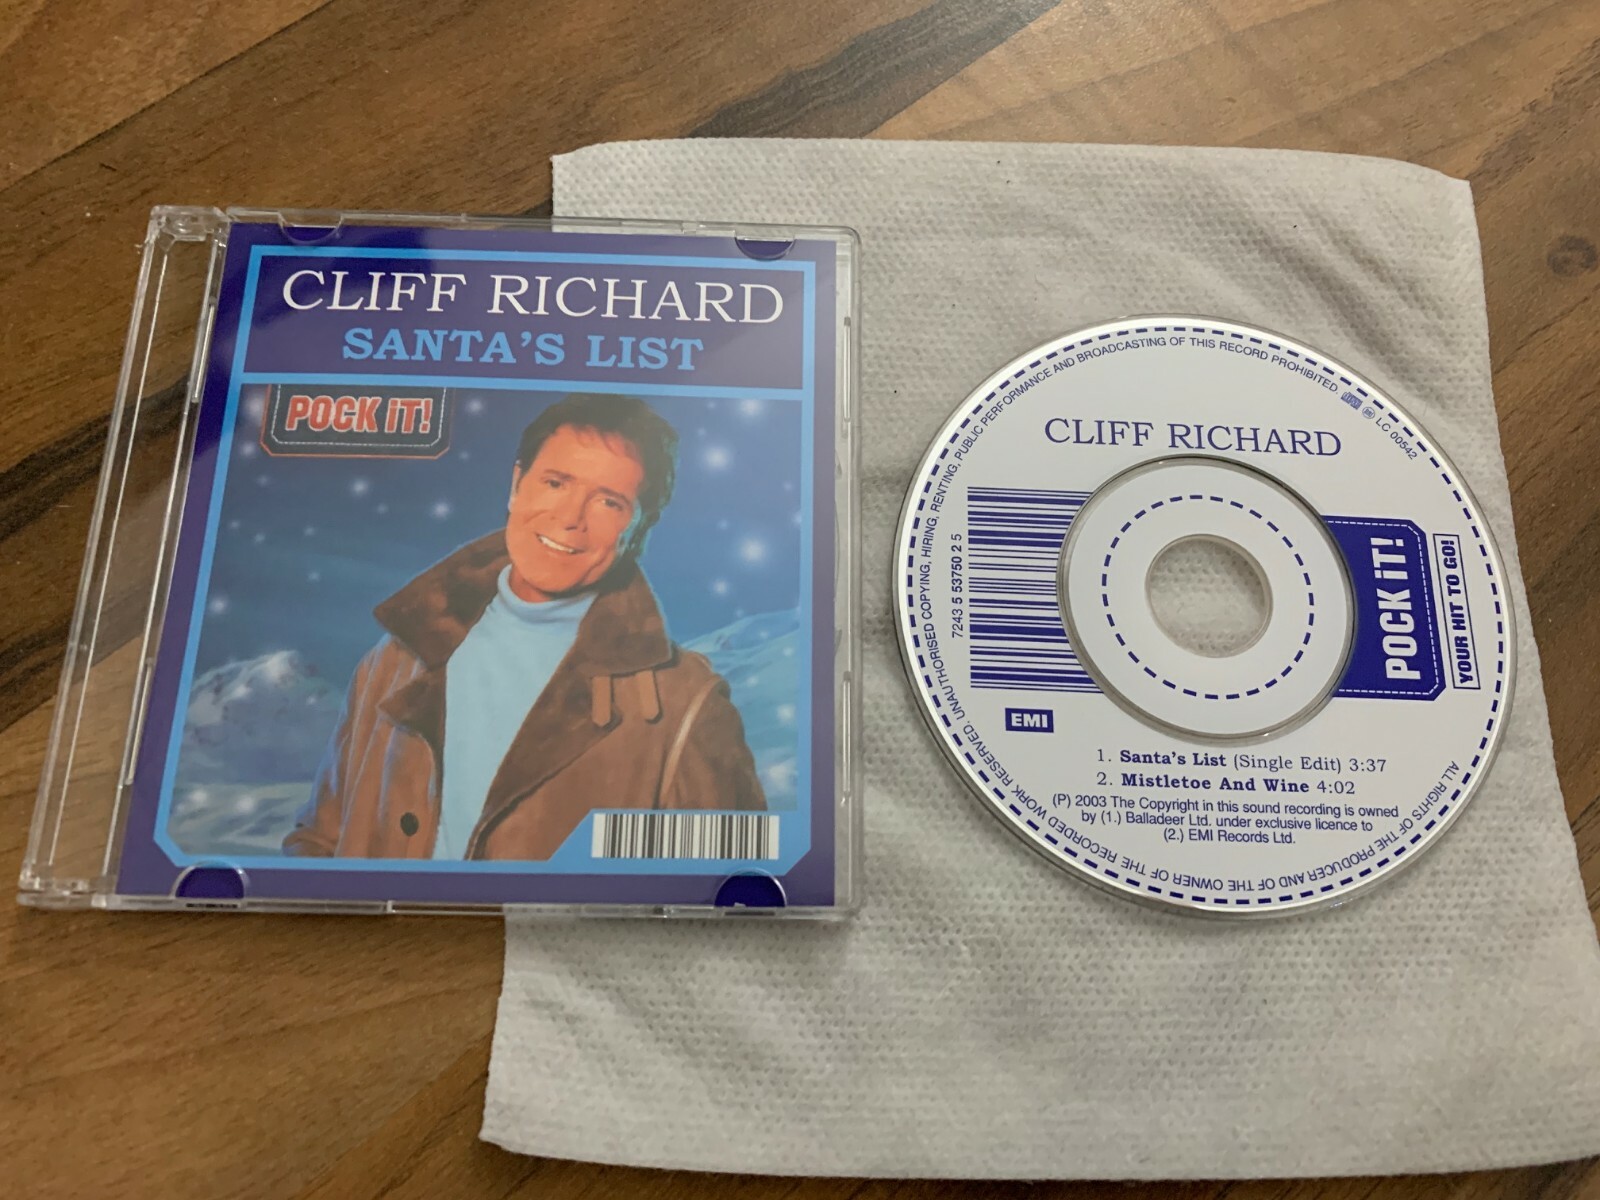 CLIFF RICHARD
SANTA'S LIST
POCK iT!
UNAUTHORISED COPYING, HIRING, RENTING, PUBLIC PERFORMANCE AND BROADCASTING OF THIS RECORD PROHIBITED.
LC 00542
CLIFF RICHARD
7243 5 53750 2 5
POCK iT!
YOUR HIT TO GO!
EMI
1. Santa's List (Single Edit) 3:37
2. Mistletoe And Wine 4:02
(P) 2003 The Copyright in this sound recording is owned
by (1.) Balladeer Ltd. under exclusive licence to
(2.) EMI Records Ltd.
ALL RIGHTS OF THE PRODUCER AND OF THE OWNER OF THE RECORDED WORK RESERVED.